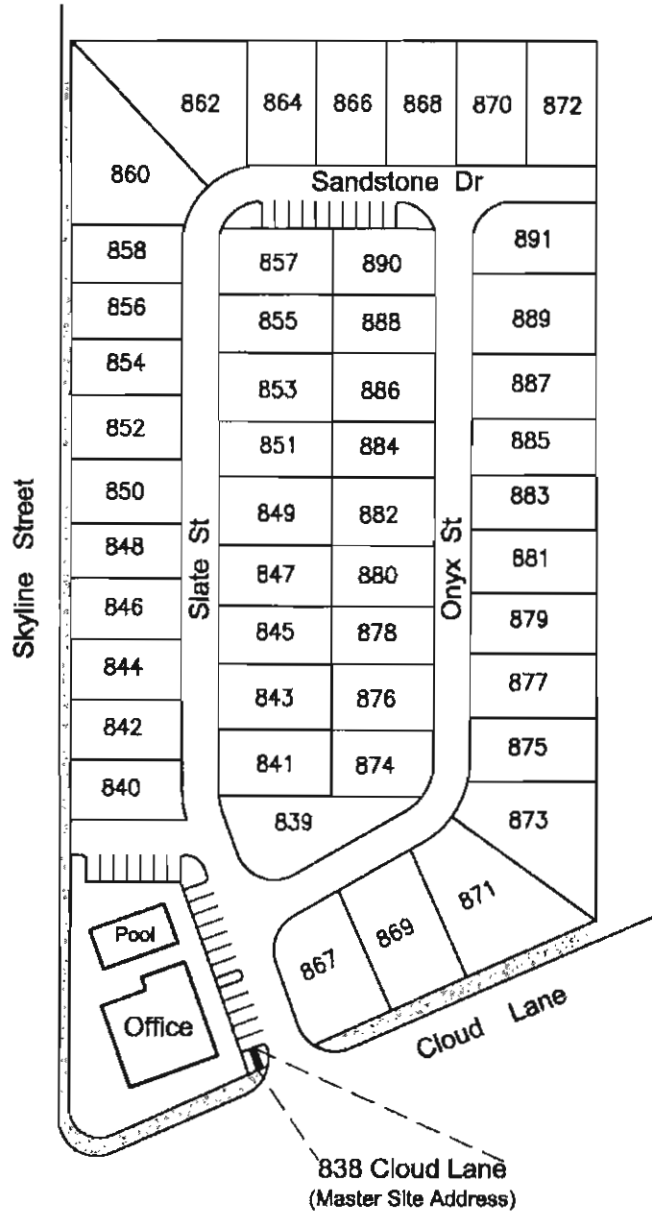 862 864 866 868 870 872
860
Sandstone Dr
858 857 890 891
856 855 888 889
854 853 886 887
852 851 884 885
850 849 882 883
848 847 880 881
846 845 878 879
844 843 876 877
842 841 874 875
840 839 873
Skyline Street
Slate St
Onyx St
867 869 871
Pool
Office
Cloud Lane
838 Cloud Lane
(Master Site Address)